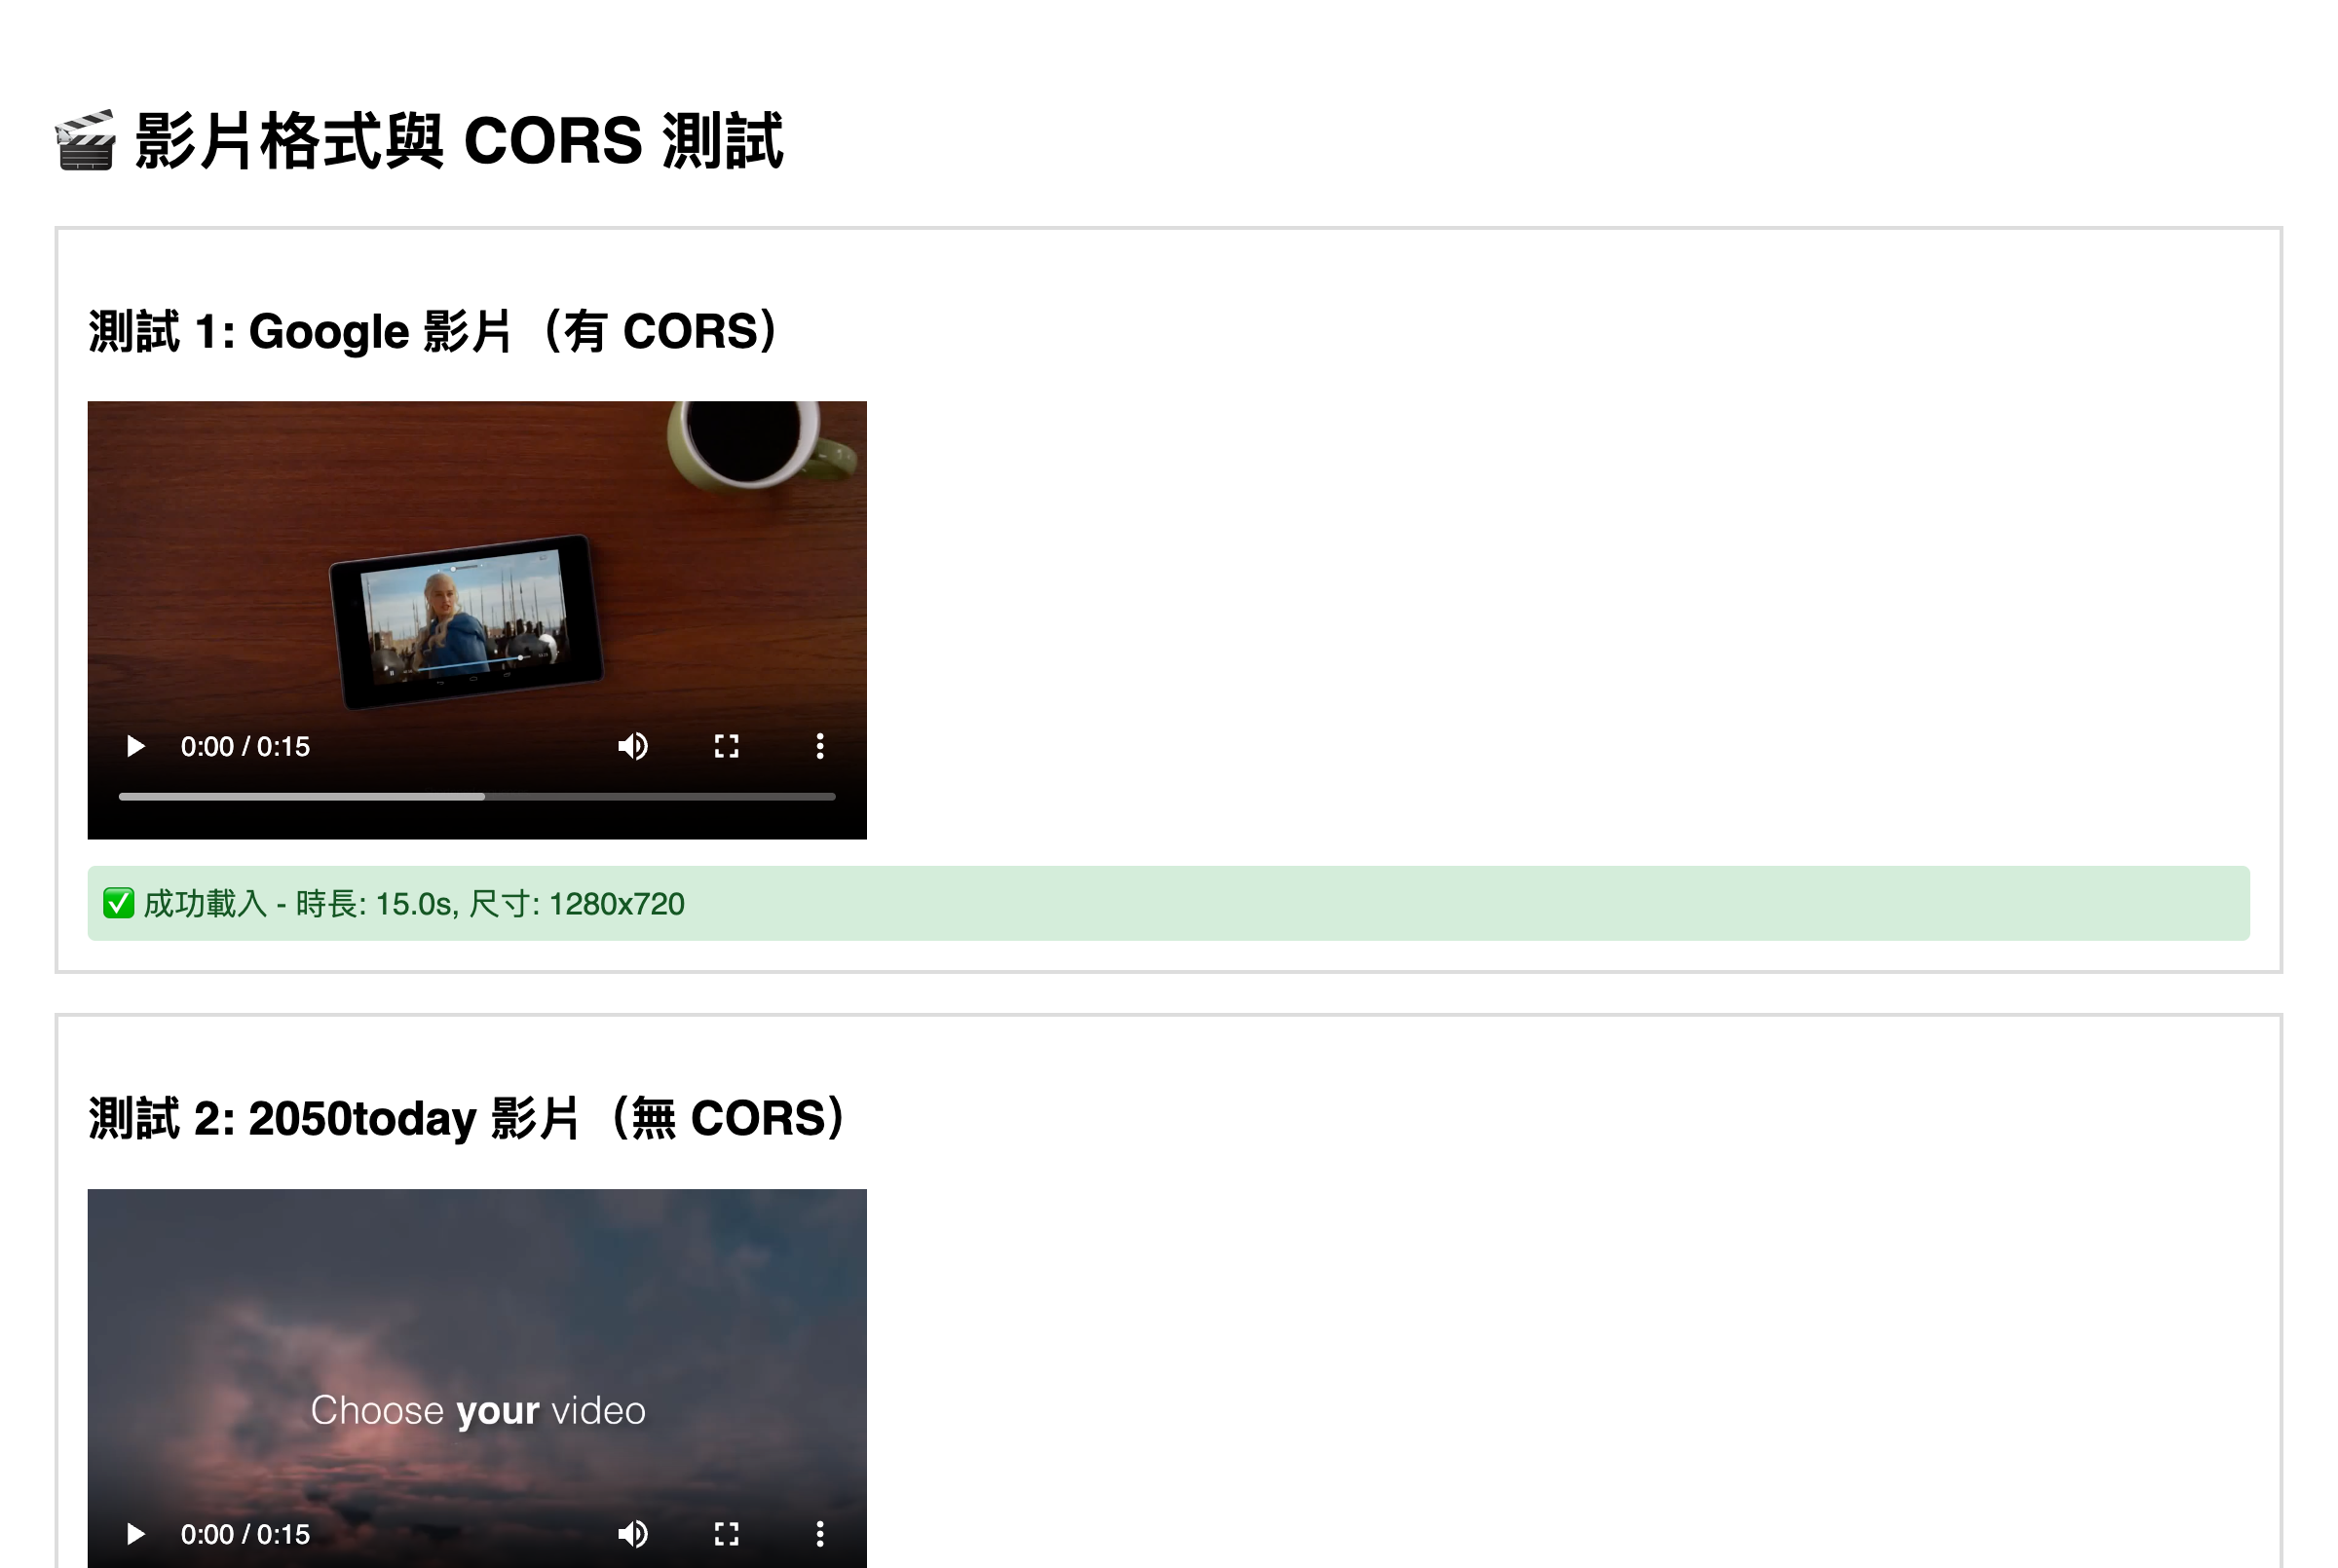 🎬 影片格式與 CORS 測試
測試 1: Google 影片（有 CORS）
0:00 / 0:15
✅ 成功載入 - 時長: 15.0s, 尺寸: 1280x720
測試 2: 2050today 影片（無 CORS）
Choose your video
0:00 / 0:15